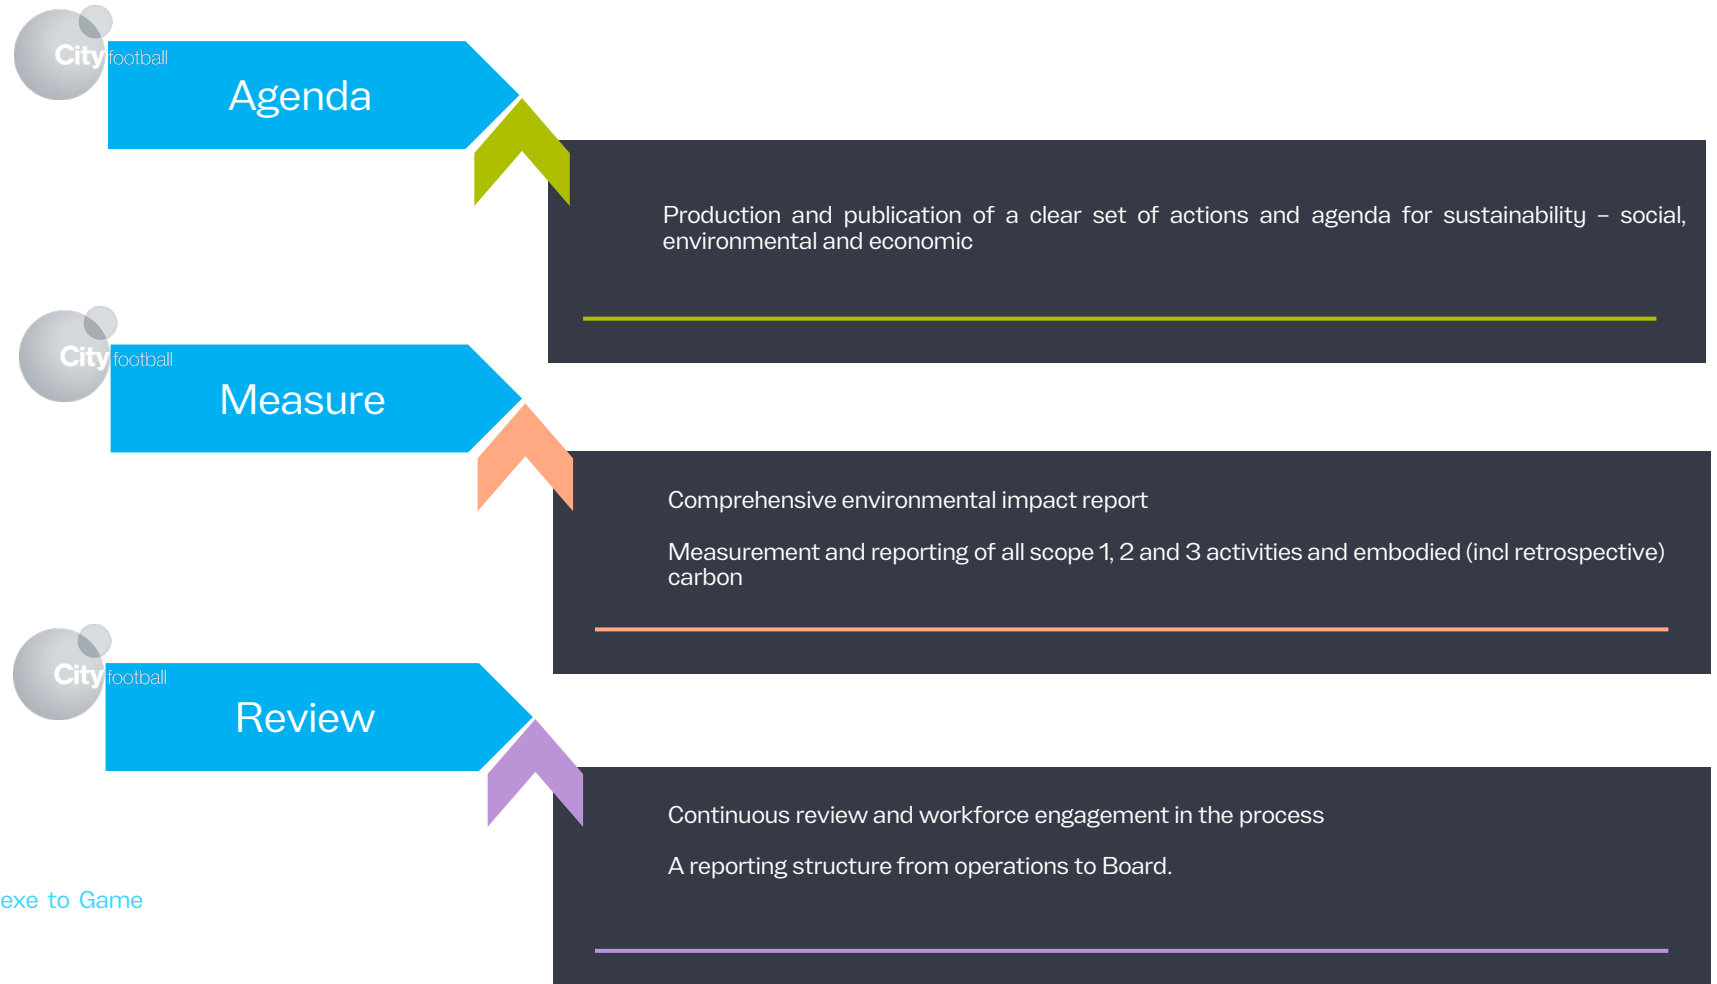 City football
Agenda
Production and publication of a clear set of actions and agenda for sustainability – social,
environmental and economic
City football
Measure
Comprehensive environmental impact report
Measurement and reporting of all scope 1, 2 and 3 activities and embodied (incl retrospective)
carbon
City football
Review
Continuous review and workforce engagement in the process
A reporting structure from operations to Board.
exe to Game